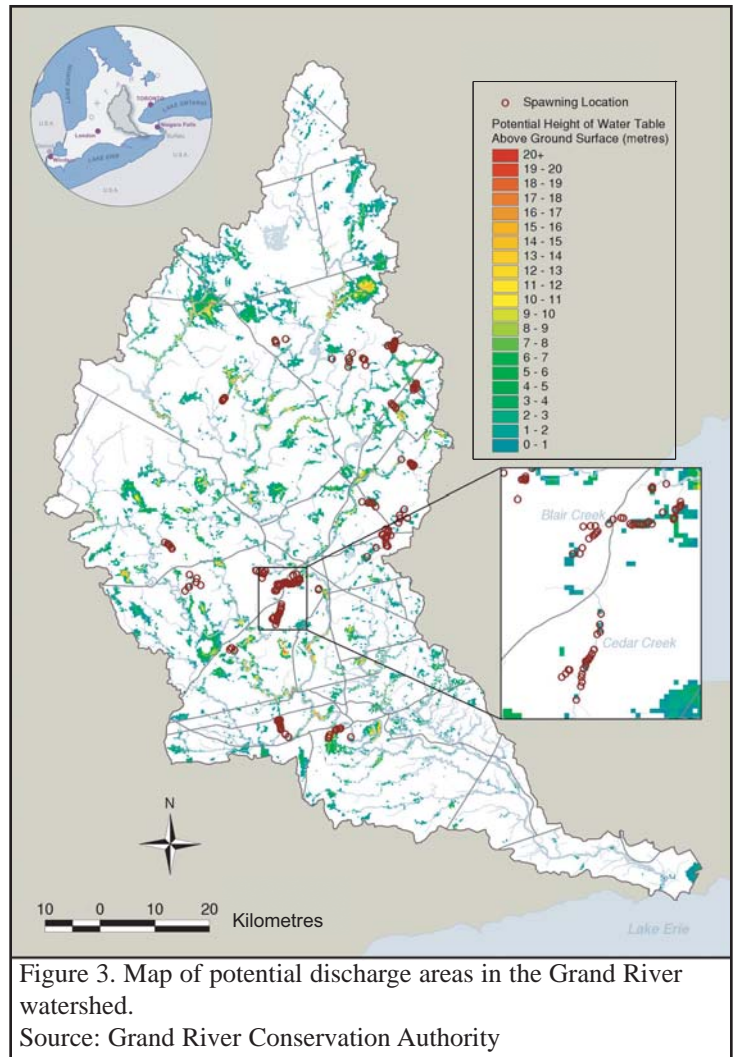 LAKE HURON
TORONTO
LAKE ONTARIO
U.S.A.
London
Niagara Falls
Buffalo
Windsor
LAKE ERIE
U.S.A.
U.S.A.
Spawning Location
Potential Height of Water Table
Above Ground Surface (metres)
20+
19 - 20
18 - 19
17 - 18
16 - 17
15 - 16
14 - 15
13 - 14
12 - 13
11 - 12
10 - 11
9 - 10
8 - 9
7 - 8
6 - 7
5 - 6
4 - 5
3 - 4
2 - 3
1 - 2
0 - 1
Blair Creek
Cedar Creek
N
10 0 10 20 Kilometres
Lake Erie
Figure 3. Map of potential discharge areas in the Grand River
watershed.
Source: Grand River Conservation Authority